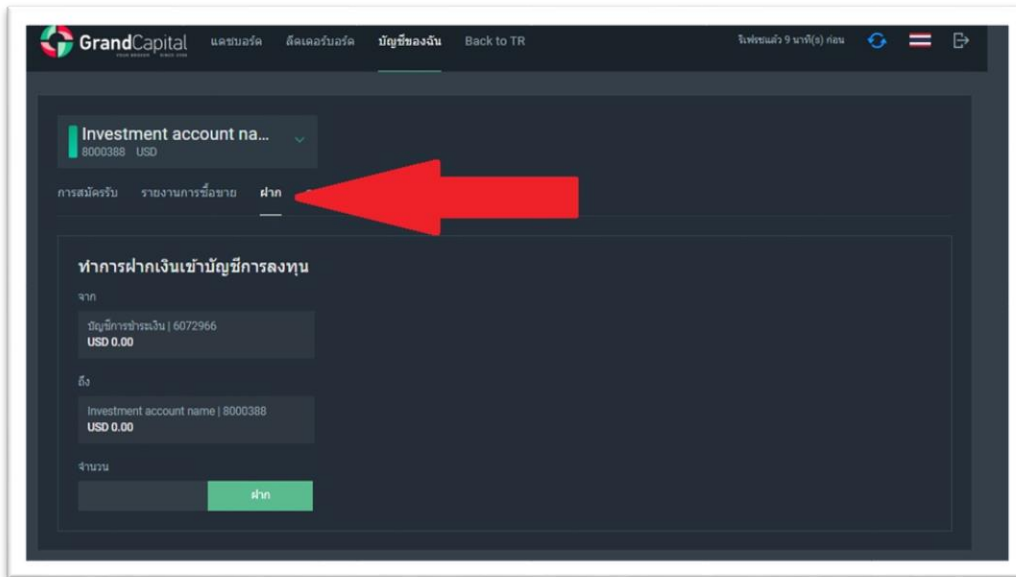 GrandCapital
แดชบอร์ด ลีดเดอร์บอร์ด บัญชีของฉัน Back to TR รีเฟรชแล้ว 9 นาที(s) ก่อน
Investment account na...
8000388 USD
การสมัครรับ รายงานการซื้อขาย ฝาก
ทำการฝากเงินเข้าบัญชีการลงทุน
จาก
บัญชีการชำระเงิน | 6072966
USD 0.00
ถึง
Investment account name | 8000388
USD 0.00
จำนวน
ฝาก